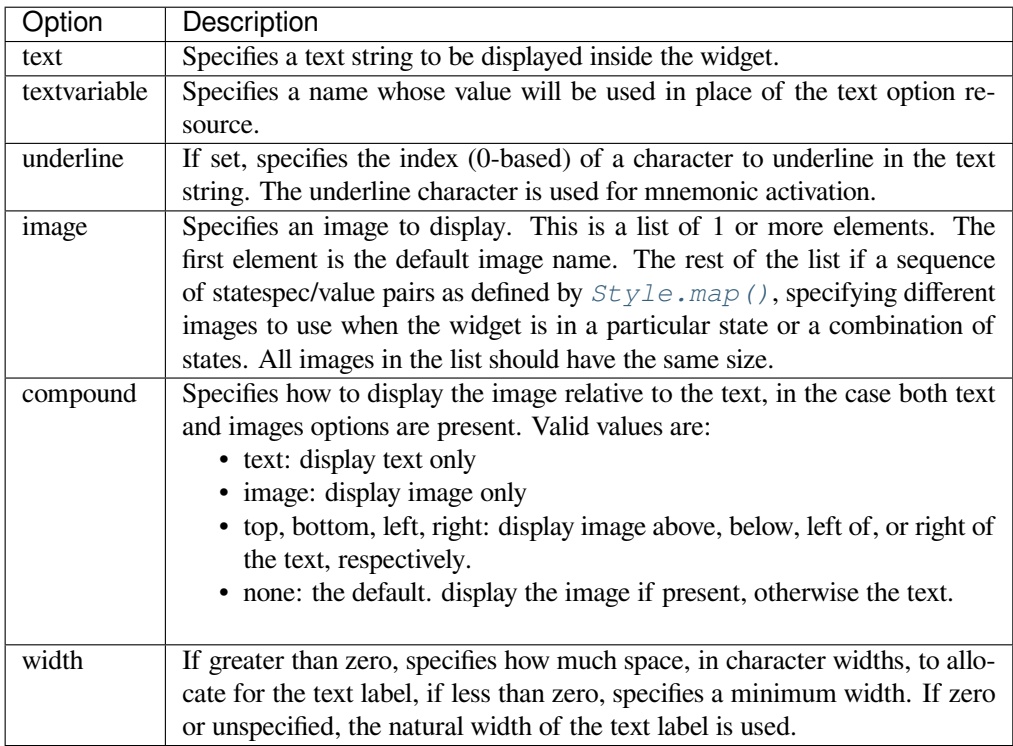 Option Description
text Specifies a text string to be displayed inside the widget.
textvariable Specifies a name whose value will be used in place of the text option re-
source.
underline If set, specifies the index (0-based) of a character to underline in the text
string. The underline character is used for mnemonic activation.
image Specifies an image to display. This is a list of 1 or more elements. The
first element is the default image name. The rest of the list if a sequence
of statespec/value pairs as defined by Style.map(), specifying different
images to use when the widget is in a particular state or a combination of
states. All images in the list should have the same size.
compound Specifies how to display the image relative to the text, in the case both text
and images options are present. Valid values are:
• text: display text only
• image: display image only
• top, bottom, left, right: display image above, below, left of, or right of
the text, respectively.
• none: the default. display the image if present, otherwise the text.
width If greater than zero, specifies how much space, in character widths, to allo-
cate for the text label, if less than zero, specifies a minimum width. If zero
or unspecified, the natural width of the text label is used.